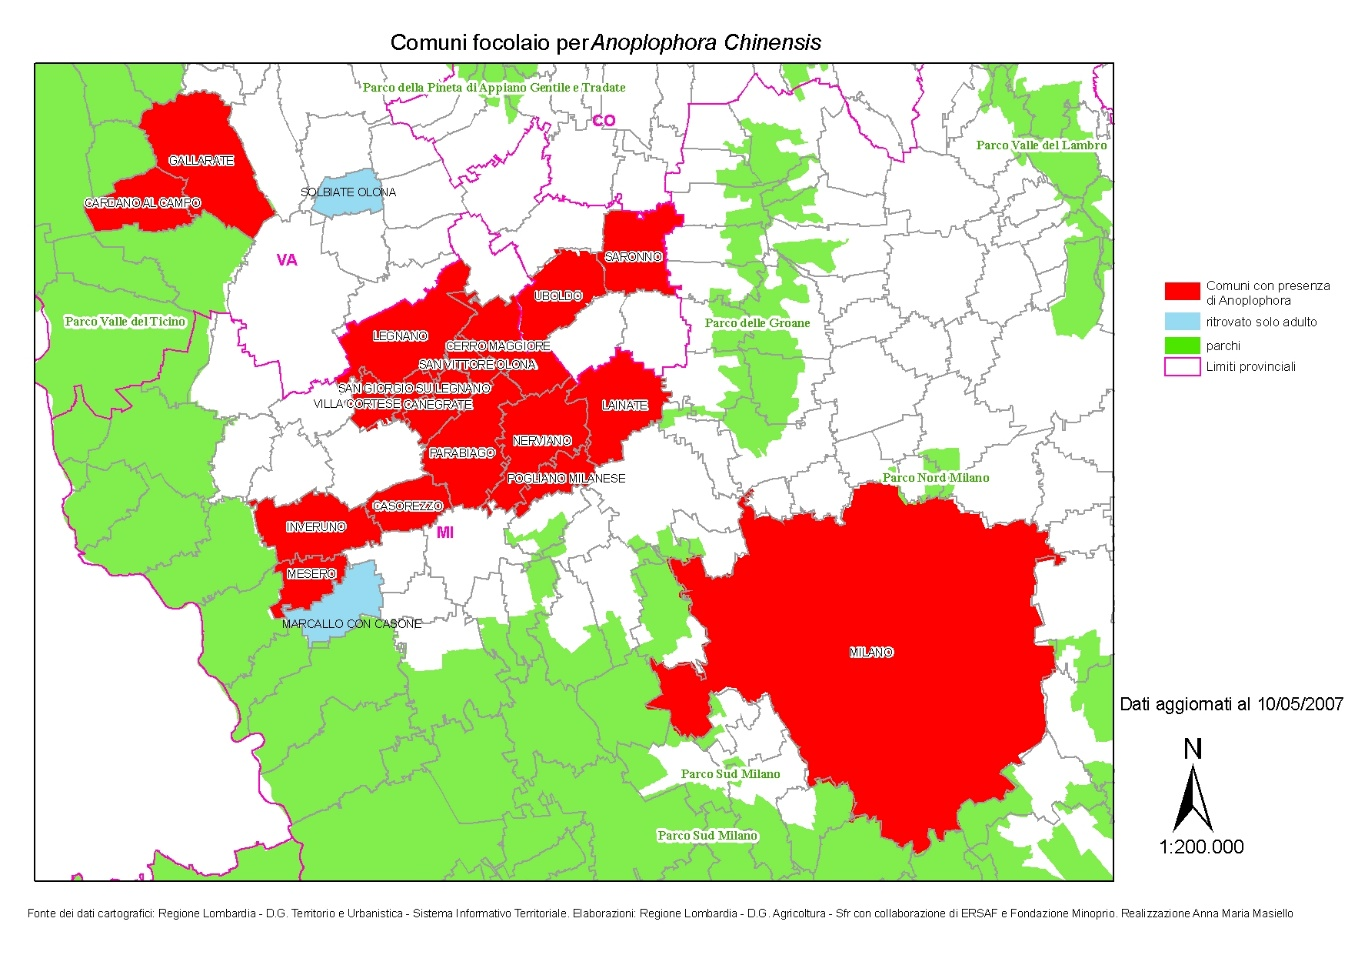 Comuni focolaio per Anoplophora Chinensis
Parco della Pineta di Appiano Gentile e Tradate
CO
Parco Valle del Lambro
GALLARATE
SOLBIATE OLONA
CARDANO AL CAMPO
VA
SARONNO
UBOLDO
Parco Valle del Ticino
Parco delle Groane
LEGNANO
CERRO MAGGIORE
SAN VITTORE OLONA
SAN GIORGIO SU LEGNANO
VILLA CORTESE CANEGRATE
LAINATE
NERVIANO
PARABIAGO
POGLIANO MILANESE
Parco Nord Milano
CASOREZZO
INVERUNO
MI
MESERO
MARCALLO CON CASONE
MILANO
Parco Sud Milano
Parco Sud Milano
Comuni con presenza
di Anoplophora
ritrovato solo adulto
parchi
Limiti provinciali
Dati aggiornati al 10/05/2007
N
1:200.000
Fonte dei dati cartografici: Regione Lombardia - D.G. Territorio e Urbanistica - Sistema Informativo Territoriale. Elaborazioni: Regione Lombardia - D.G. Agricoltura - Sfr con collaborazione di ERSAF e Fondazione Minoprio. Realizzazione Anna Maria Masiello